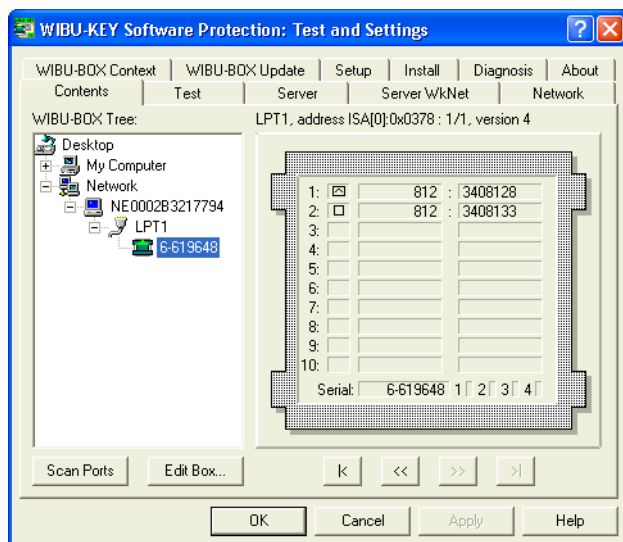 WIBU-KEY Software Protection: Test and Settings
WIBU-BOX Context WIBU-BOX Update Setup Install Diagnosis About
Contents Test Server Server WkNet Network
WIBU-BOX Tree: LPT1, address ISA[0]:0x0378 : 1/1, version 4
Desktop
My Computer
Network
NE0002B3217794
LPT1
6-619648
1: 812 : 3408128
2: 812 : 3408133
3:
4:
5:
6:
7:
8:
9:
10:
Serial: 6-619648 1 2 3 4
Scan Ports Edit Box... |< << >> >|
OK Cancel Apply Help